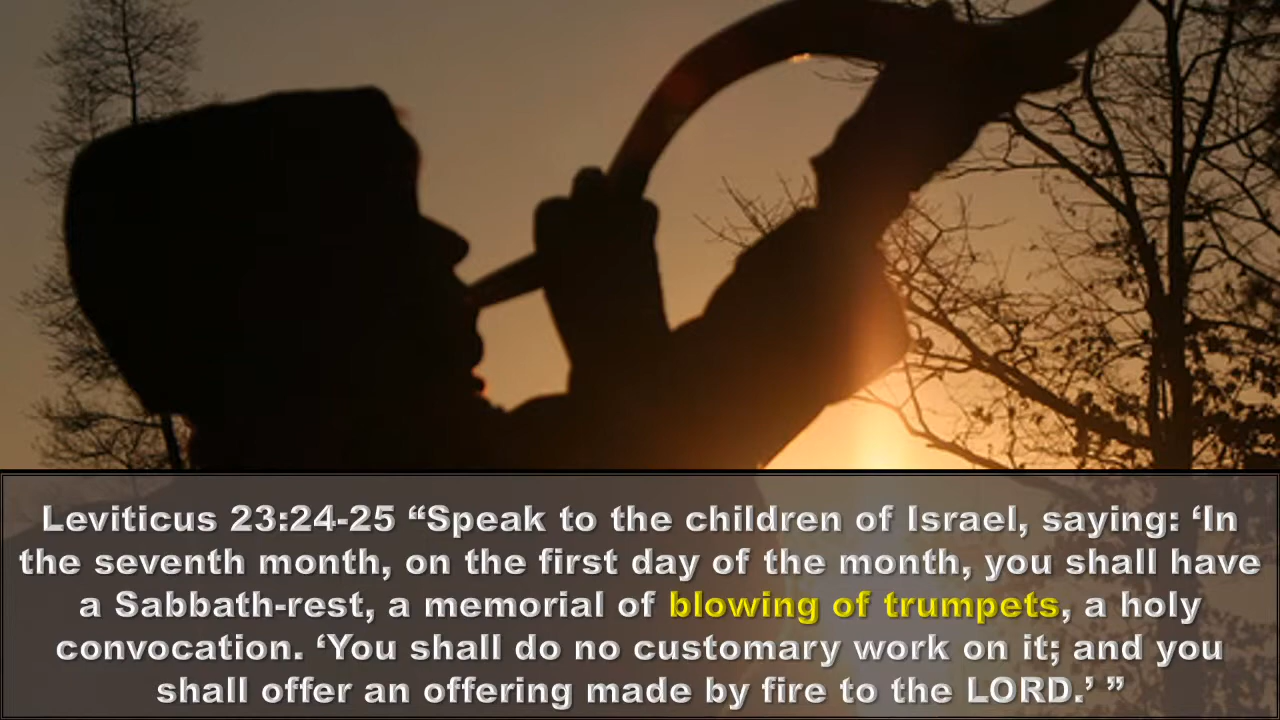 Leviticus 23:24-25 “Speak to the children of Israel, saying: ‘In
the seventh month, on the first day of the month, you shall have
a Sabbath-rest, a memorial of blowing of trumpets, a holy
convocation. ‘You shall do no customary work on it; and you
shall offer an offering made by fire to the LORD.’ ”